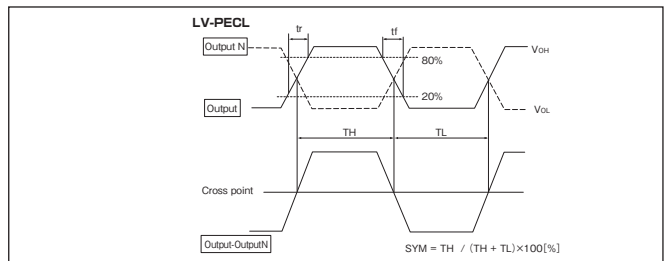 LV-PECL
tr
tf
Output N
VOH
80%
20%
Output
VOL
TH
TL
Cross point
Output-OutputN
SYM = TH / (TH + TL)×100[%]